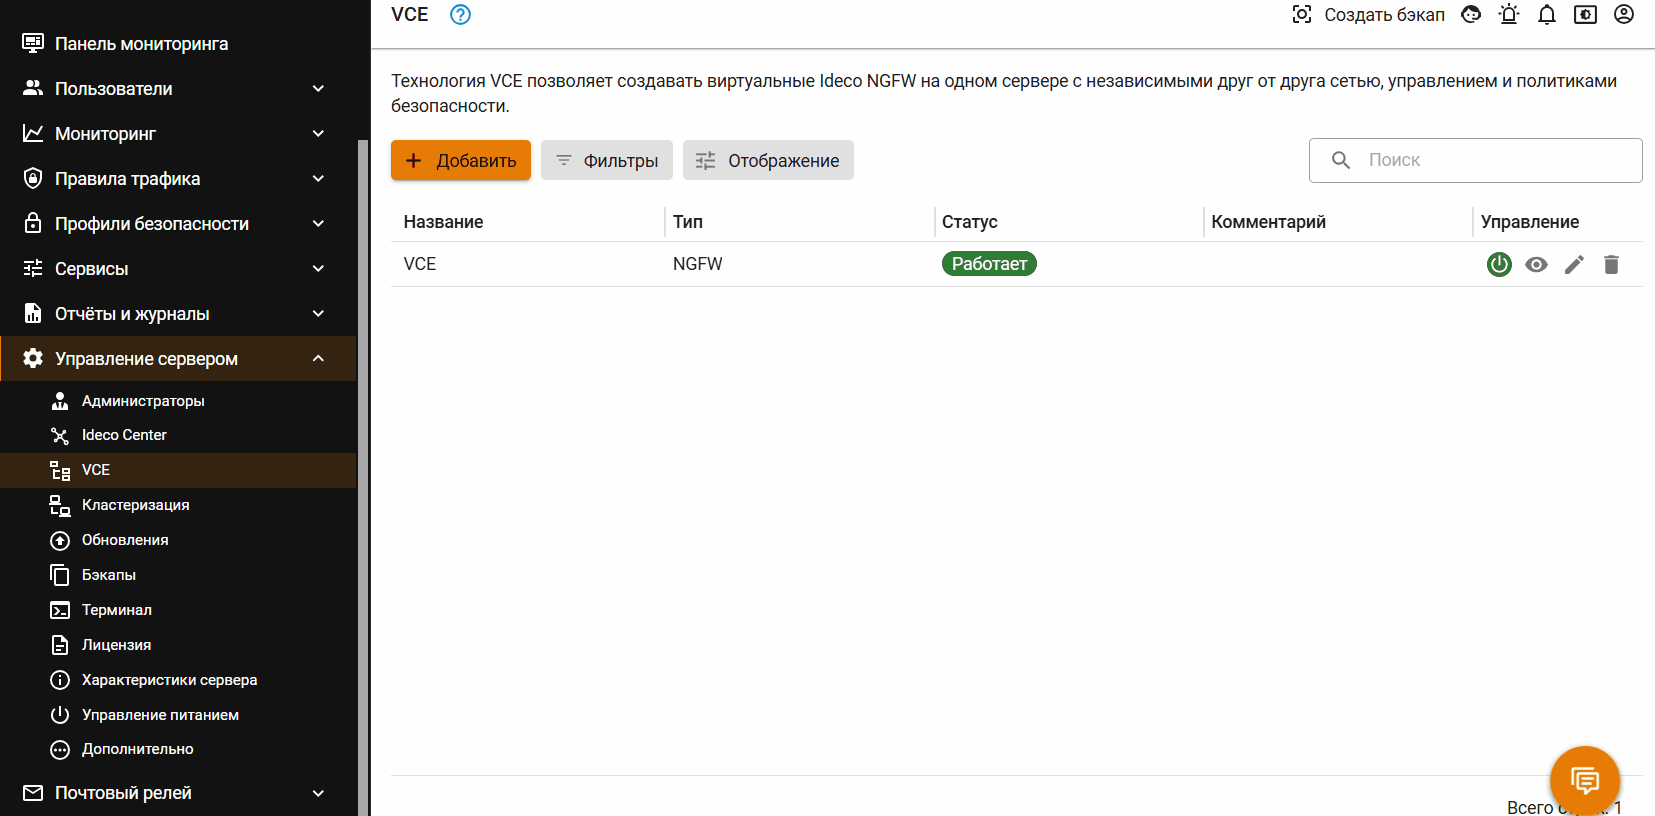 Панель мониторинга
Пользователи
Мониторинг
Правила трафика
Профили безопасности
Сервисы
Отчёты и журналы
Управление сервером
Администраторы
Ideco Center
VCE
Кластеризация
Обновления
Бэкапы
Терминал
Лицензия
Характеристики сервера
Управление питанием
Дополнительно
Почтовый релей
VCE
Создать бэкап
Технология VCE позволяет создавать виртуальные Ideco NGFW на одном сервере с независимыми друг от друга сетью, управлением и политиками
безопасности.
Добавить Фильтры Отображение Поиск
Название Тип Статус Комментарий Управление
VCE NGFW Работает
Всего 1